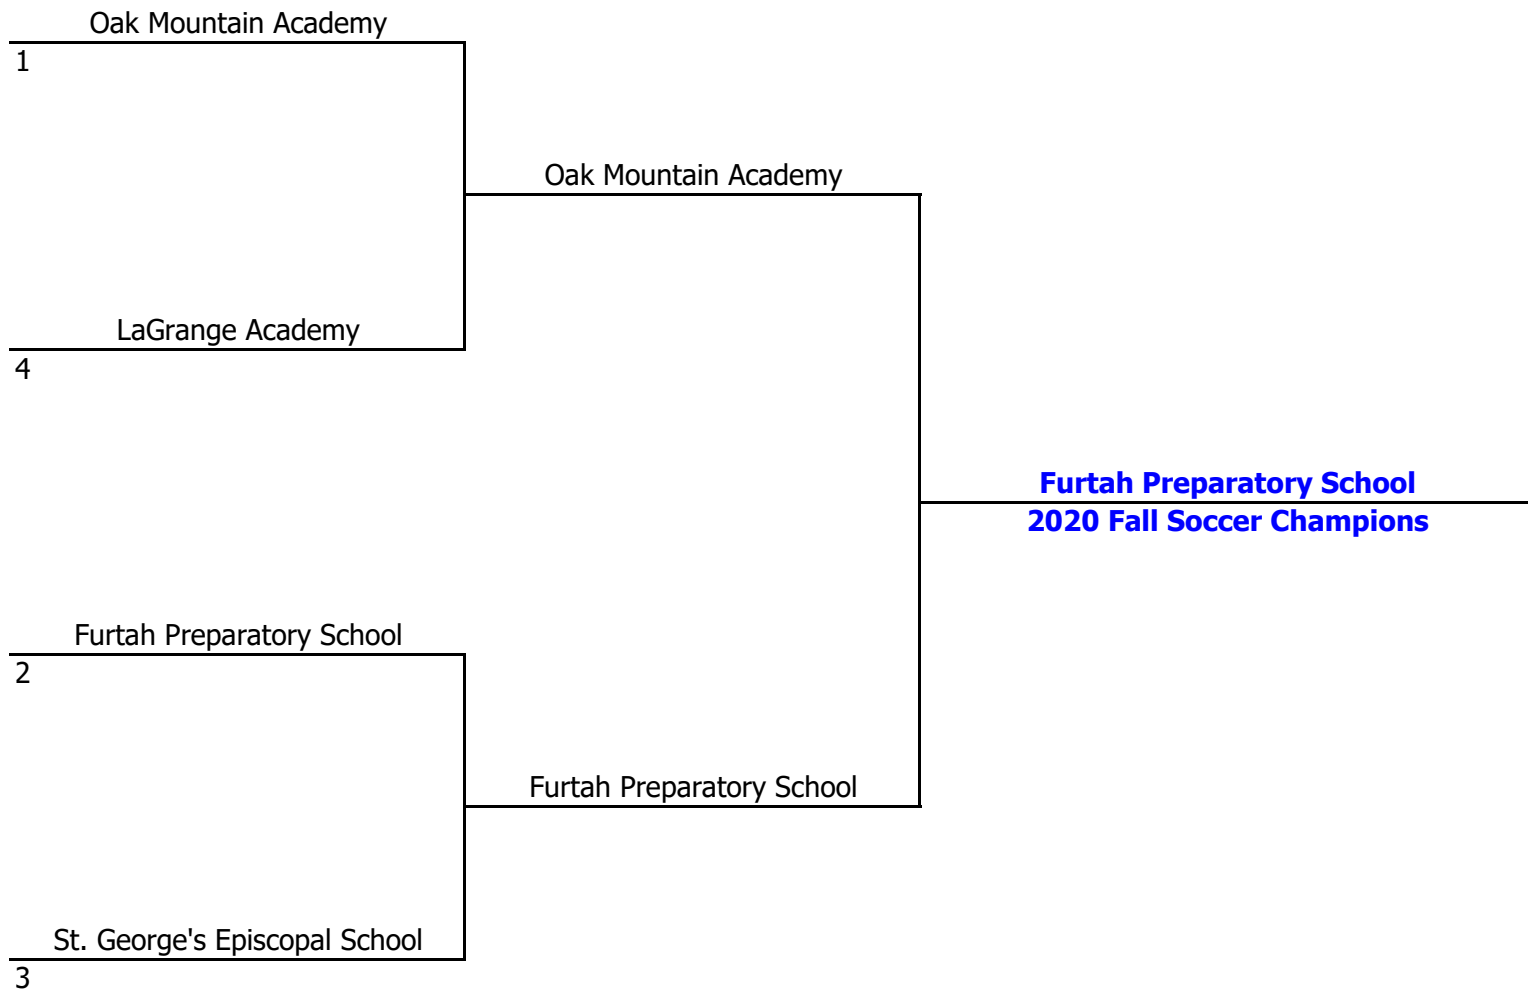 Oak Mountain Academy
1
Oak Mountain Academy
LaGrange Academy
4
Furtah Preparatory School
2020 Fall Soccer Champions
Furtah Preparatory School
2
Furtah Preparatory School
St. George's Episcopal School
3